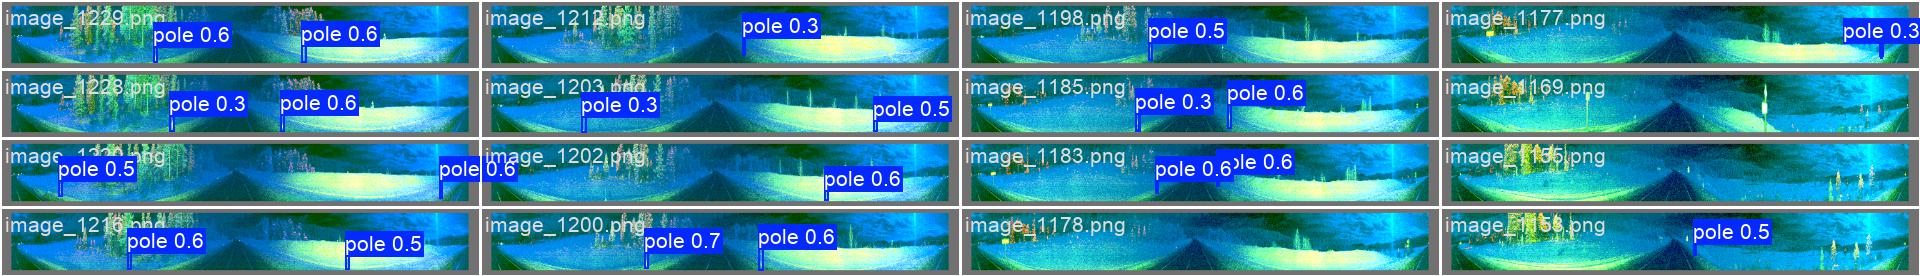 image_1229.png
pole 0.6
pole 0.6
image_1212.png
pole 0.3
image_1198.png
pole 0.5
image_1177.png
pole 0.3
image_1228.png
pole 0.3
pole 0.6
image_1203.png
pole 0.3
pole 0.5
image_1185.png
pole 0.3
pole 0.6
image_1169.png
pole 0.5
pole 0.6
image_1202.png
pole 0.6
image_1183.png
pole 0.6
0.6
image_1216.png
pole 0.6
pole 0.5
image_1200.png
pole 0.7
pole 0.6
image_1178.png
pole 0.5